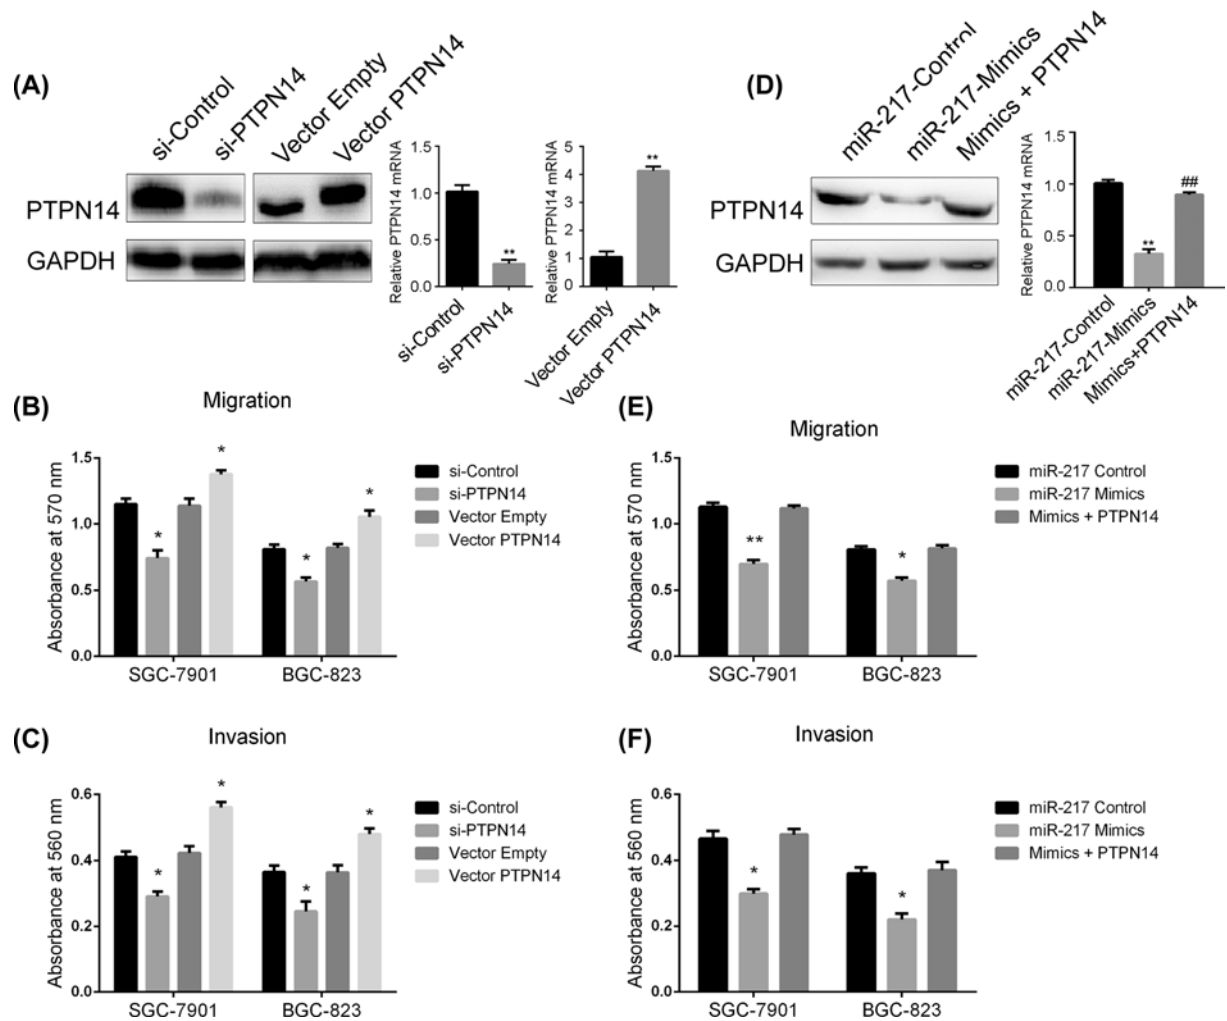 (A)
si-Control
si-PTPN14
Vector Empty
Vector PTPN14
PTPN14
GAPDH
Relative PTPN14 mRNA
1.5
1.0
0.5
0.0
**
si-Control
si-PTPN14
Relative PTPN14 mRNA
5
4
3
2
1
0
**
Vector Empty
Vector PTPN14
(D)
miR-217-Control
miR-217-Mimics
Mimics + PTPN14
PTPN14
GAPDH
Relative PTPN14 mRNA
1.5
1.0
0.5
0.0
**
##
miR-217-Control
miR-217-Mimics
Mimics+PTPN14
(B)
Migration
Absorbance at 570 nm
1.5
1.0
0.5
0.0
* * * *
SGC-7901 BGC-823
si-Control
si-PTPN14
Vector Empty
Vector PTPN14
(E)
Migration
Absorbance at 570 nm
1.5
1.0
0.5
0.0
** *
SGC-7901 BGC-823
miR-217 Control
miR-217 Mimics
Mimics + PTPN14
(C)
Invasion
Absorbance at 560 nm
0.6
0.4
0.2
0.0
* * * *
SGC-7901 BGC-823
si-Control
si-PTPN14
Vector Empty
Vector PTPN14
(F)
Invasion
Absorbance at 560 nm
0.6
0.4
0.2
0.0
* *
SGC-7901 BGC-823
miR-217 Control
miR-217 Mimics
Mimics + PTPN14